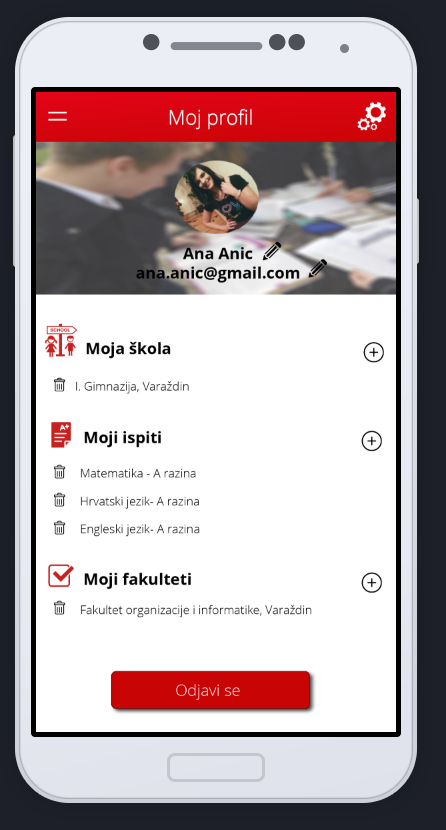 Moj profil
Ana Anic
ana.anic@gmail.com
SCHOOL
Moja škola
I. Gimnazija, Varaždin
A+
Moji ispiti
Matematika - A razina
Hrvatski jezik- A razina
Engleski jezik- A razina
Moji fakulteti
Fakultet organizacije i informatike, Varaždin
Odjavi se